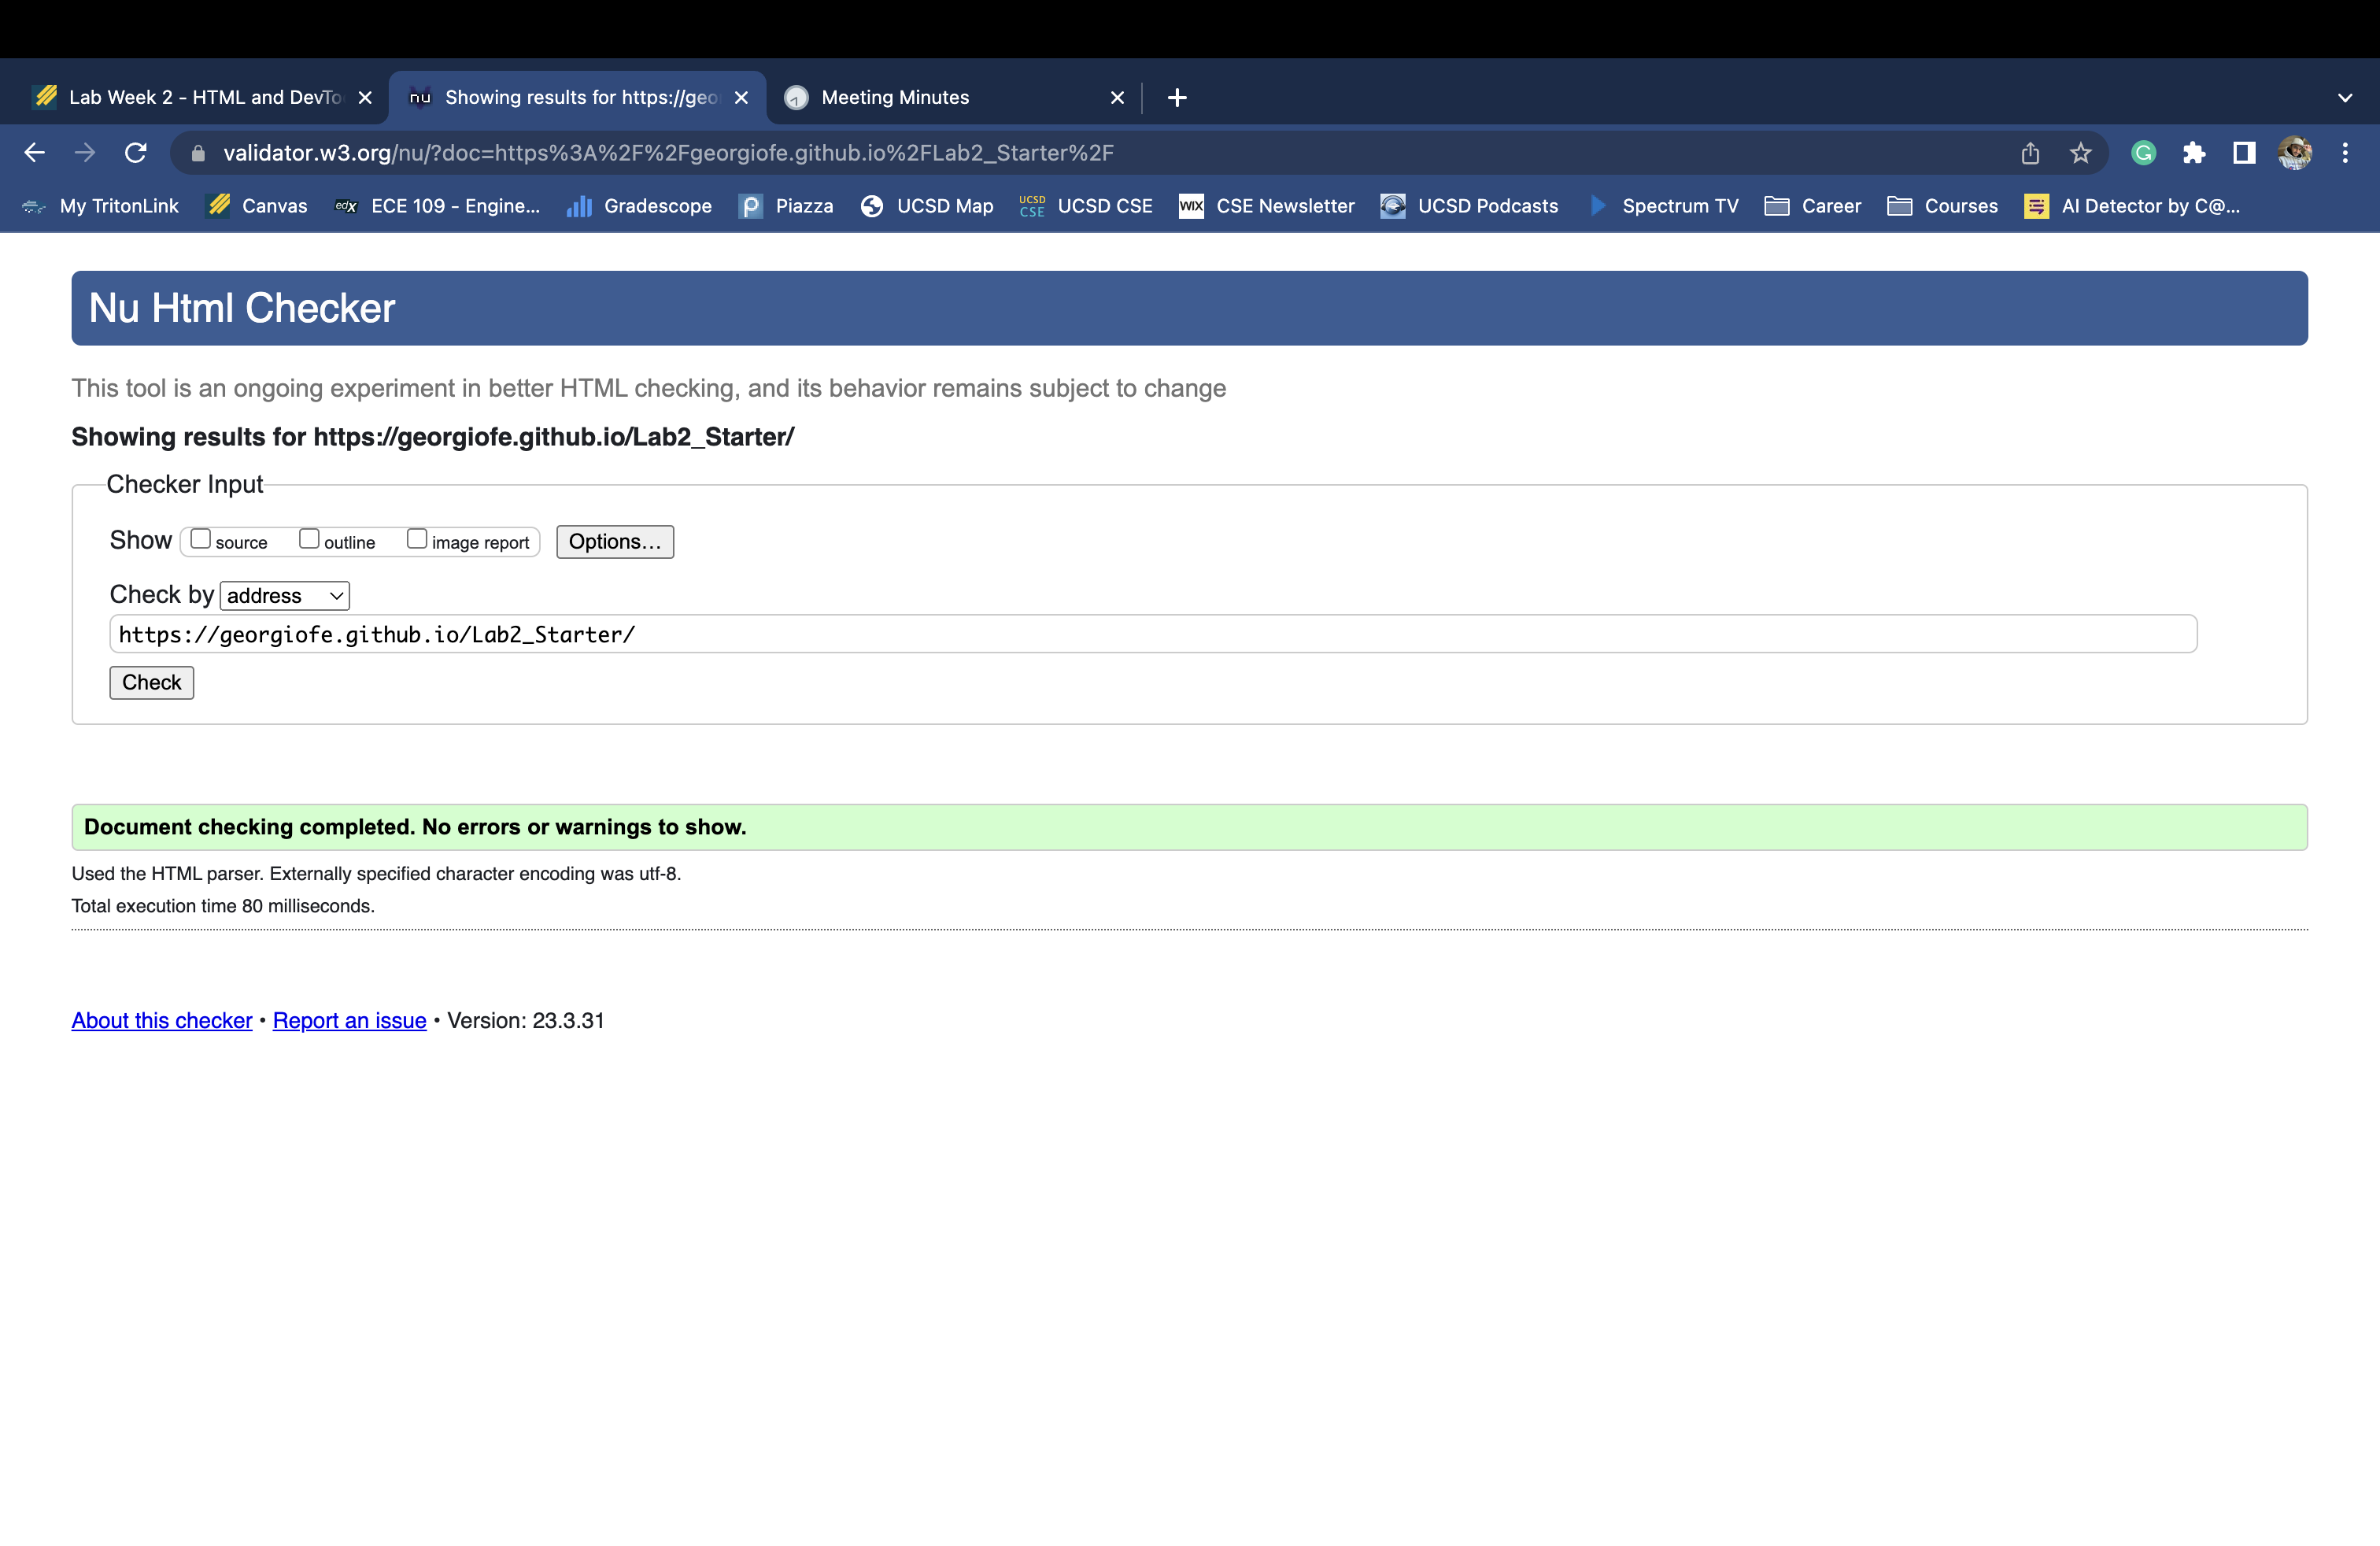 Lab Week 2 - HTML and DevToo
nu Showing results for https://geo
Meeting Minutes
validator.w3.org/nu/?doc=https%3A%2F%2Fgeorgiofe.github.io%2FLab2_Starter%2F
My TritonLink
Canvas
edX ECE 109 - Engine...
Gradescope
Piazza
UCSD Map
UCSD CSE UCSD CSE
WIX CSE Newsletter
UCSD Podcasts
Spectrum TV
Career
Courses
AI Detector by C@...
Nu Html Checker
This tool is an ongoing experiment in better HTML checking, and its behavior remains subject to change
Showing results for https://georgiofe.github.io/Lab2_Starter/
Checker Input
Show source outline image report Options...
Check by address
https://georgiofe.github.io/Lab2_Starter/
Check
Document checking completed. No errors or warnings to show.
Used the HTML parser. Externally specified character encoding was utf-8.
Total execution time 80 milliseconds.
About this checker • Report an issue • Version: 23.3.31